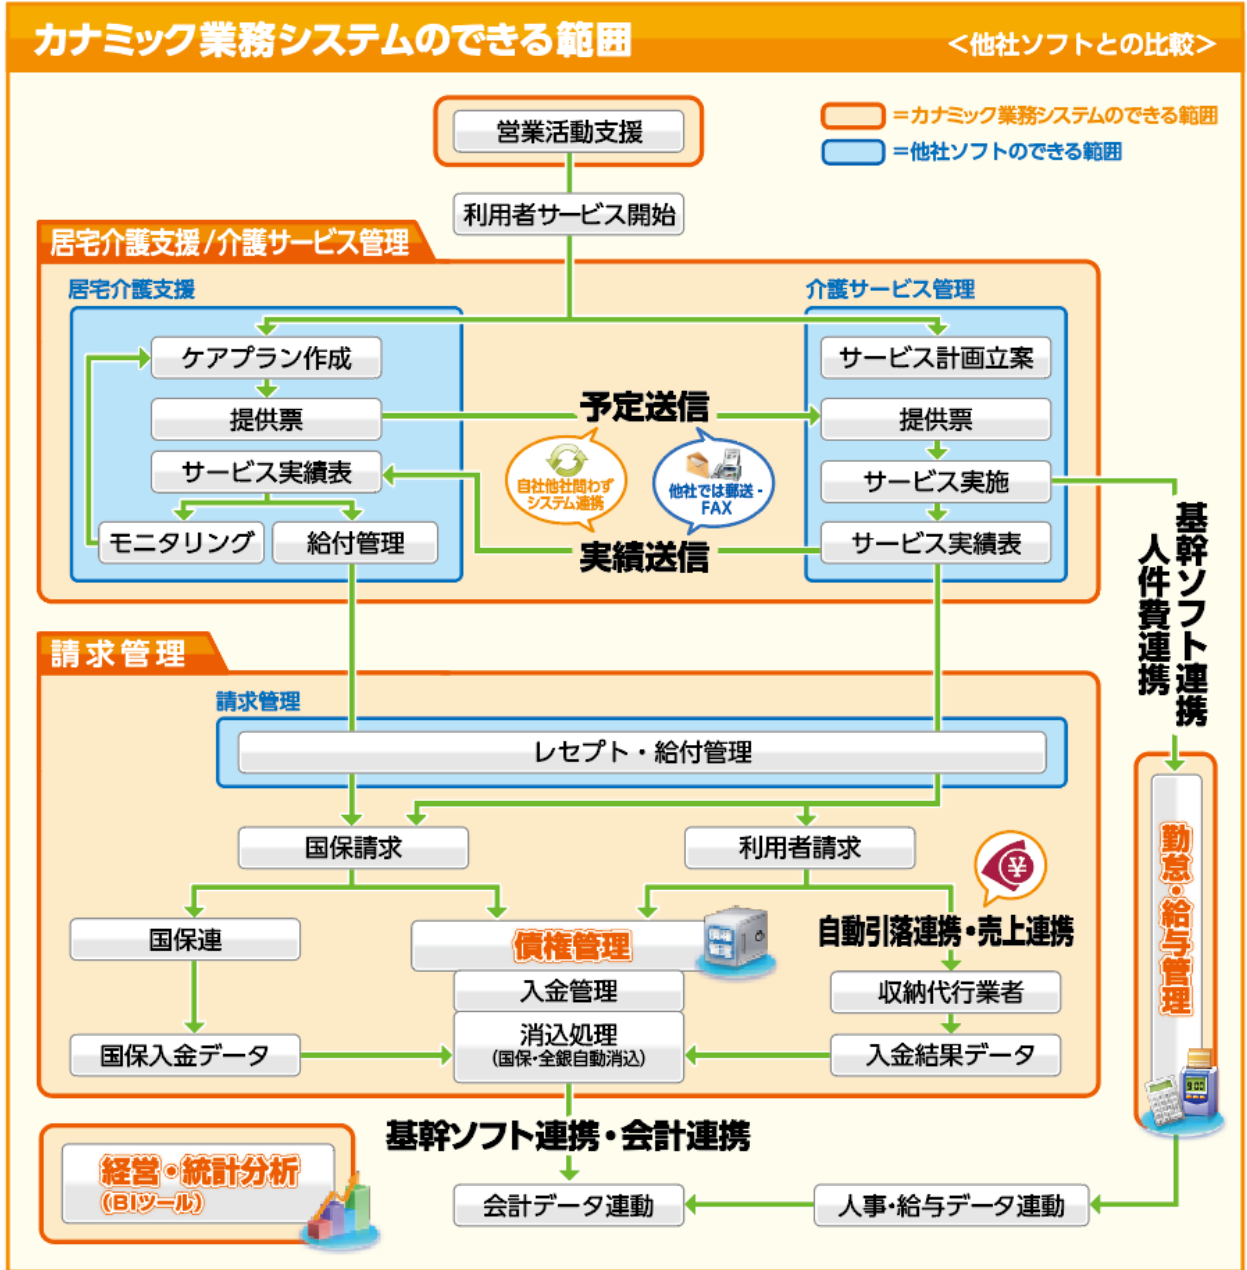 カナミック業務システムのできる範囲
<他社ソフトとの比較>
=カナミック業務システムのできる範囲
=他社ソフトのできる範囲
営業活動支援
利用者サービス開始
居宅介護支援/介護サービス管理
居宅介護支援
介護サービス管理
ケアプラン作成
サービス計画立案
提供票
予定送信
提供票
自社他社問わず
システム連携
他社では郵送・
FAX
サービス実績表
サービス実施
モニタリング
給付管理
実績送信
サービス実績表
基幹ソフト連携
人件費連携
請求管理
請求管理
レセプト・給付管理
国保請求
利用者請求
¥
自動引落連携・売上連携
国保連
債権管理
入金管理
収納代行業者
国保入金データ
消込処理
(国保・全銀自動消込)
入金結果データ
勤怠・給与管理
9:00
基幹ソフト連携・会計連携
経営・統計分析
(BIツール)
会計データ連動
人事・給与データ連動